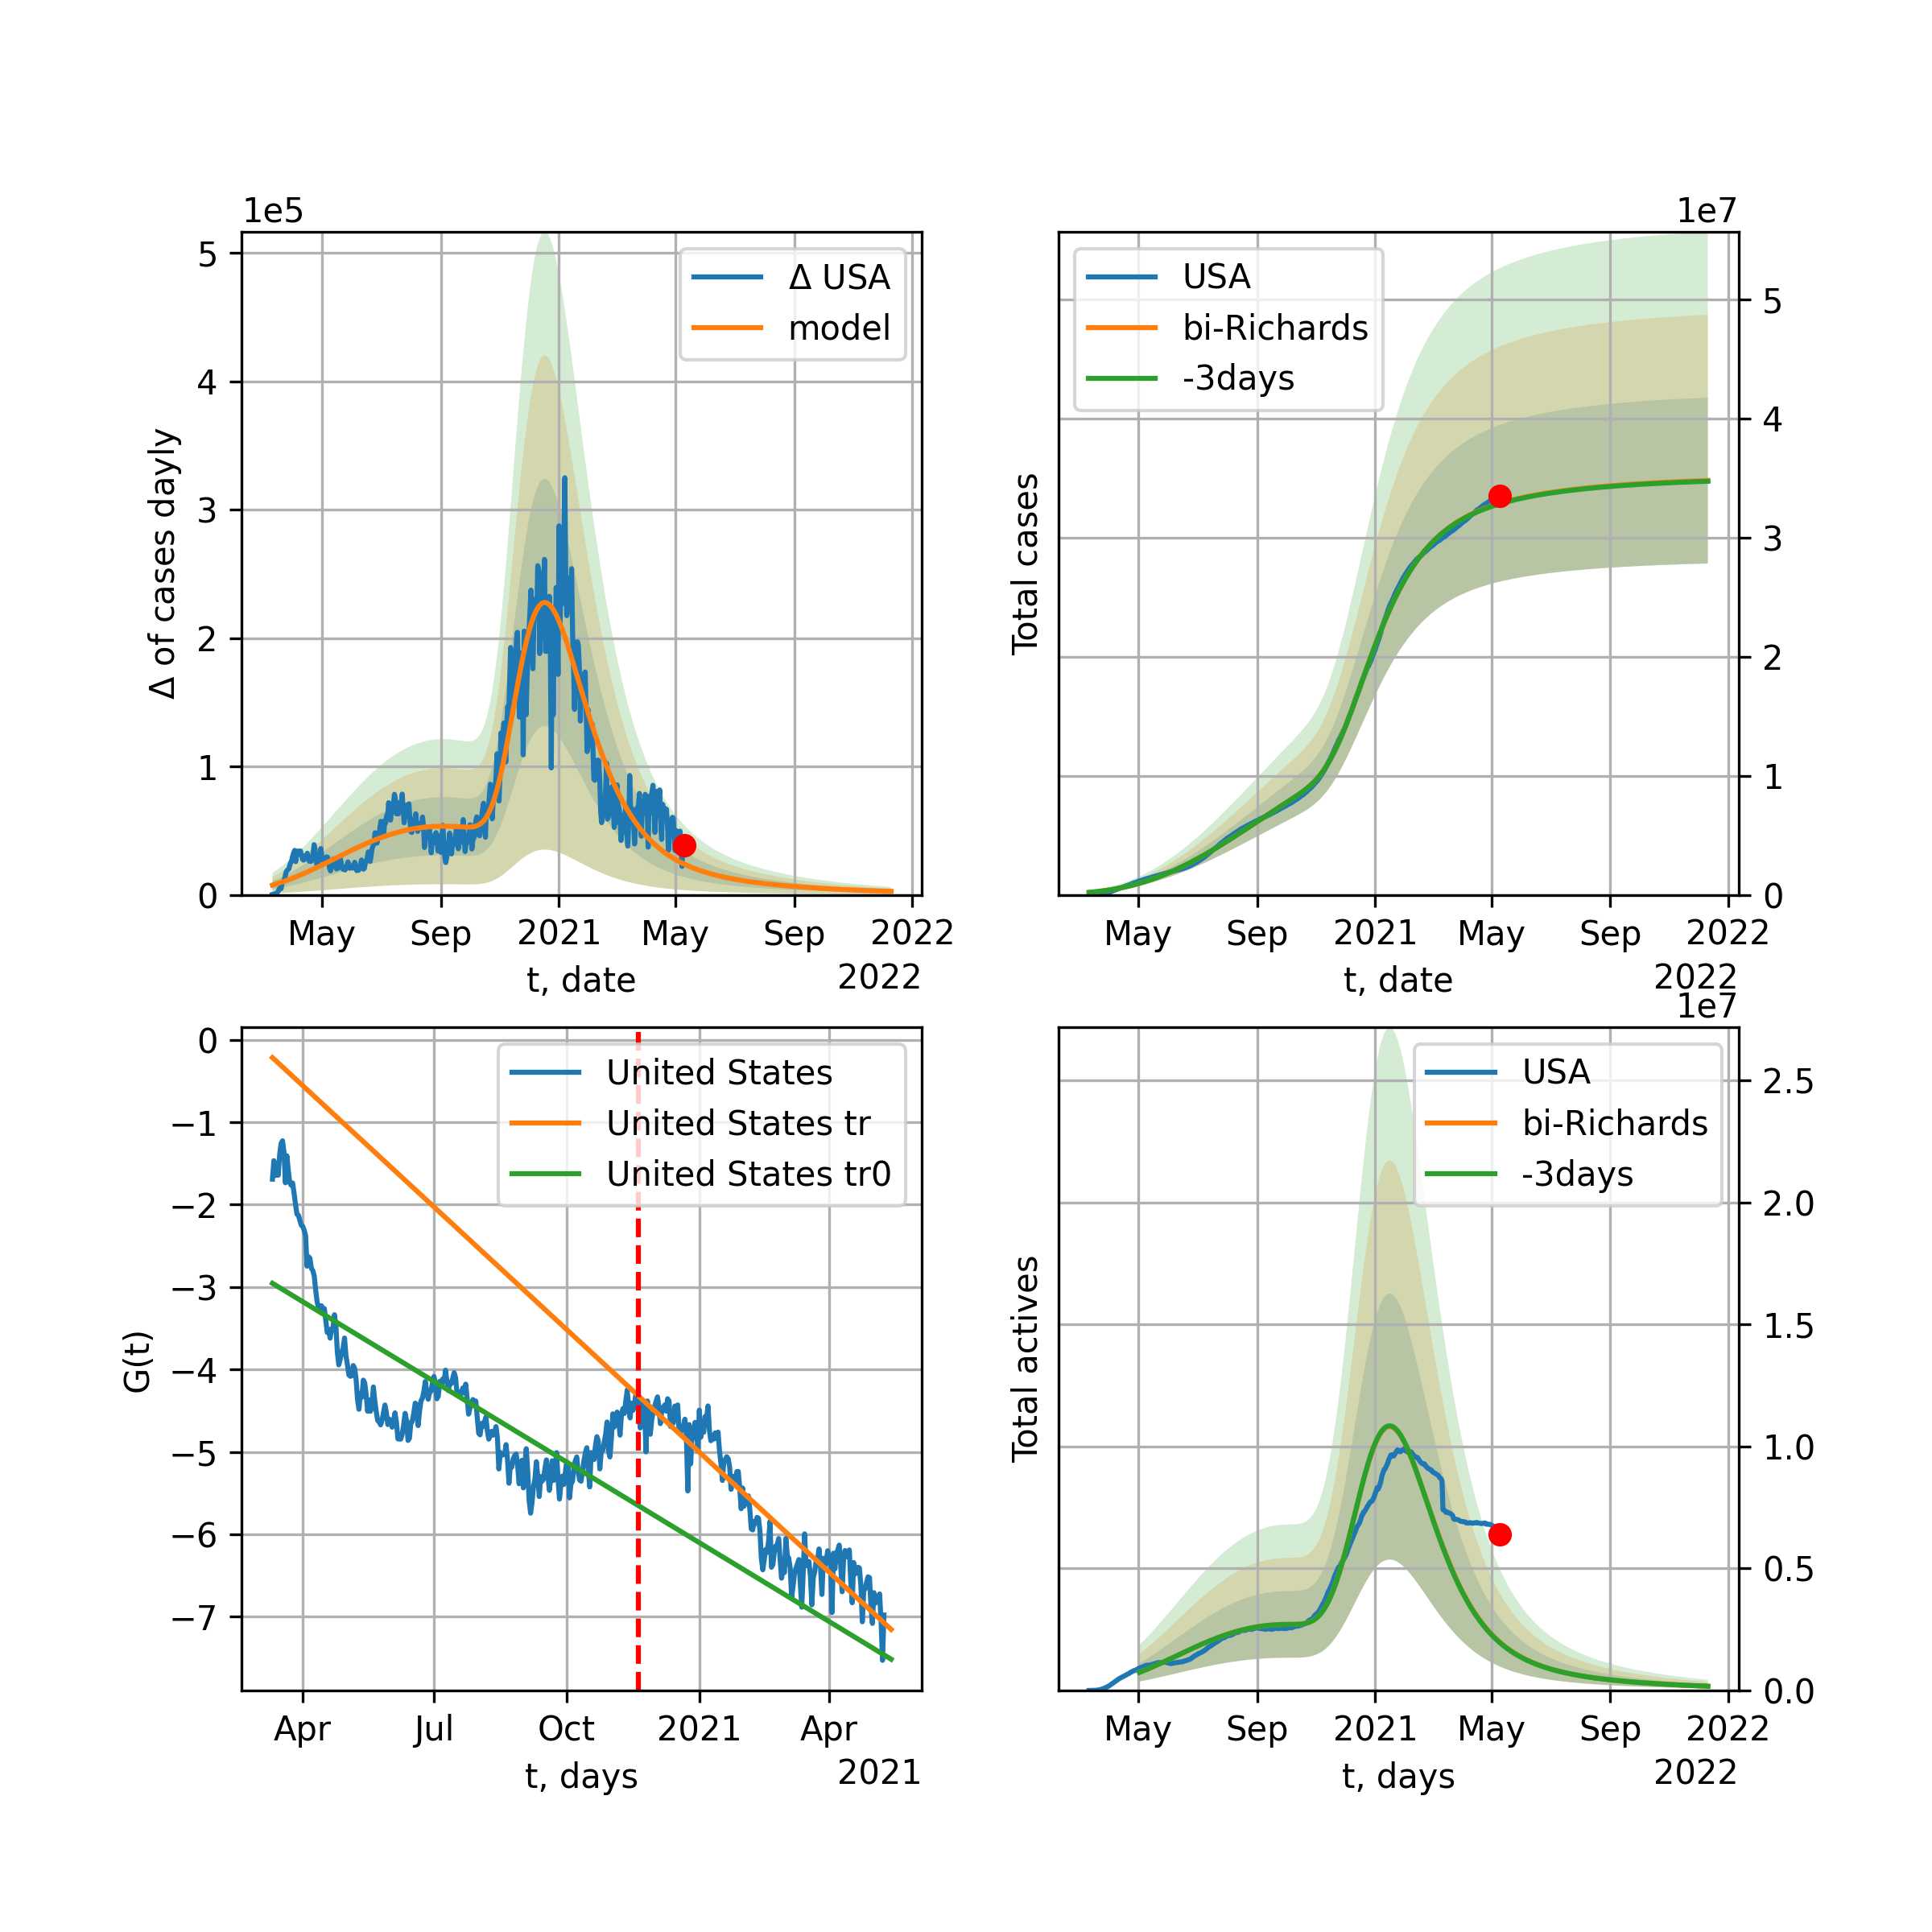 1e5
5
4
3
2
1
0
Δ of cases dayly
Δ USA
model
May Sep 2021 May Sep 2022
t, date
2022
1e7
USA
bi-Richards
-3days
Total cases
5
4
3
2
1
0
May Sep 2021 May Sep 2022
t, date
2022
0
−1
−2
−3
−4
−5
−6
−7
G(t)
United States
United States tr
United States tr0
Apr Jul Oct 2021 Apr
t, days
2021
1e7
USA
bi-Richards
-3days
Total actives
2.5
2.0
1.5
1.0
0.5
0.0
May Sep 2021 May Sep 2022
t, days
2022